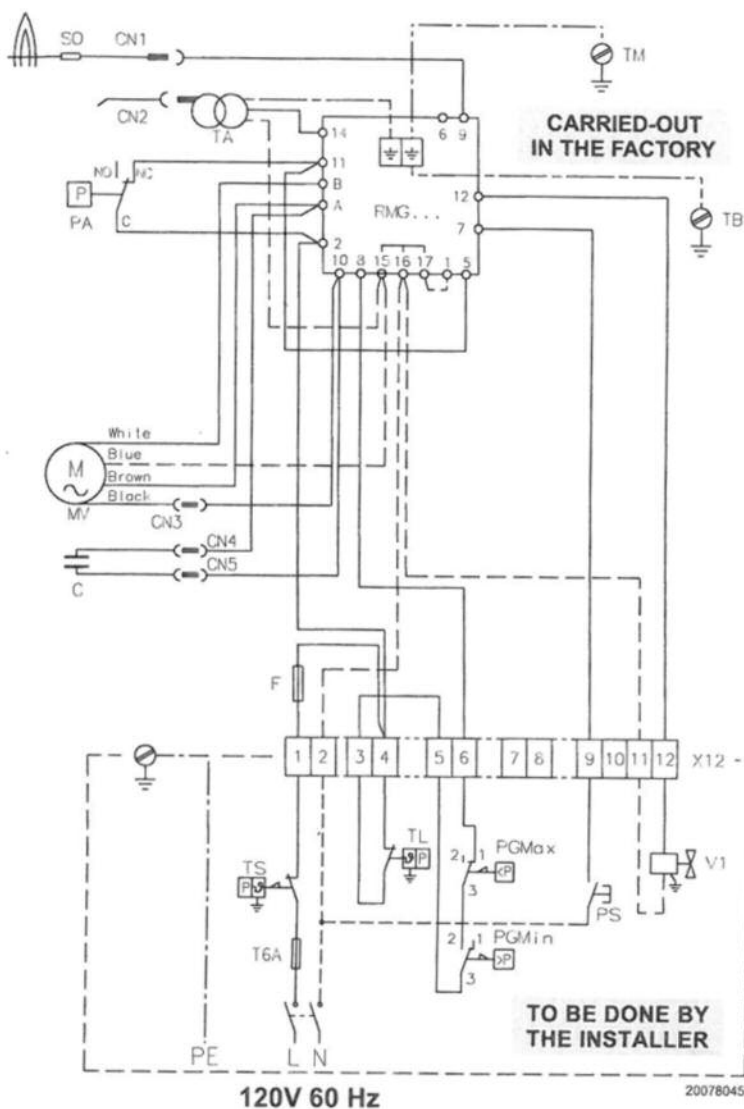 SO CN1
TM
CN2
TA
CARRIED-OUT
IN THE FACTORY
14
6 9
11
NO NC
B
P
A
RMG...
12
PA
C
2
7
TB
10 8 15 16 17 1 5
White
Blue
M
Brown
Black
MV
CN3
CN4
CN5
C
F
1 2 3 4 5 6 7 8 9 10 11 12 X12 -
TL
P
PGMax
2 1
<P
3
V1
TS
P
PS
T6A
2 1
PGMin
>P
3
TO BE DONE BY
THE INSTALLER
PE L N
120V 60 Hz
20078045